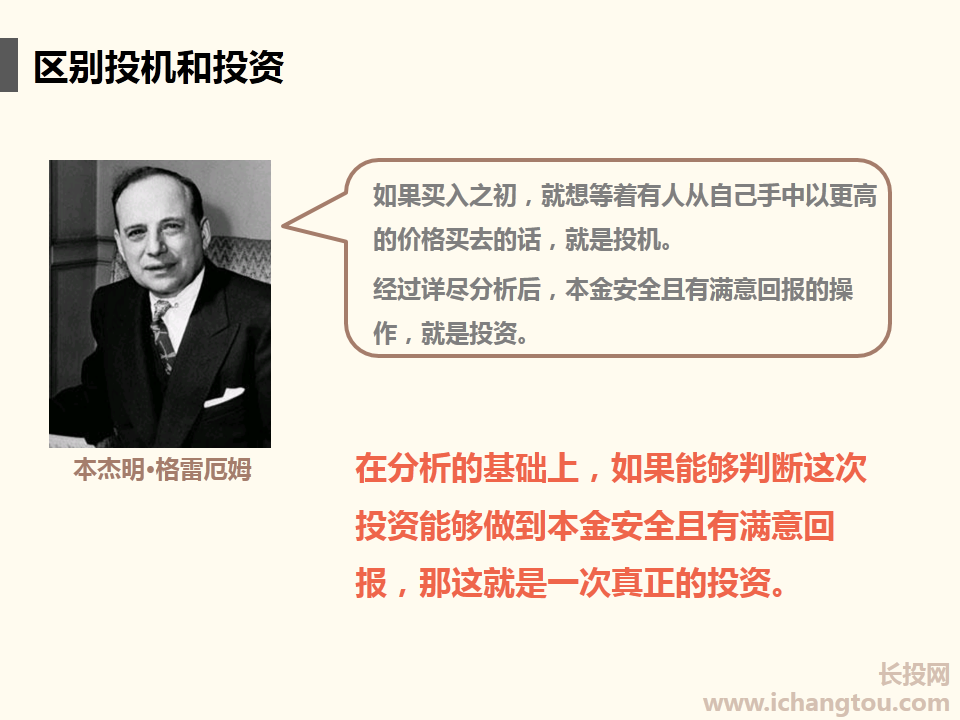 区别投机和投资
如果买入之初，就想等着有人从自己手中以更高
的价格买去的话，就是投机。
经过详尽分析后，本金安全且有满意回报的操
作，就是投资。
本杰明·格雷厄姆
在分析的基础上，如果能够判断这次
投资能够做到本金安全且有满意回
报，那这就是一次真正的投资。
长投网
www.ichangtou.com